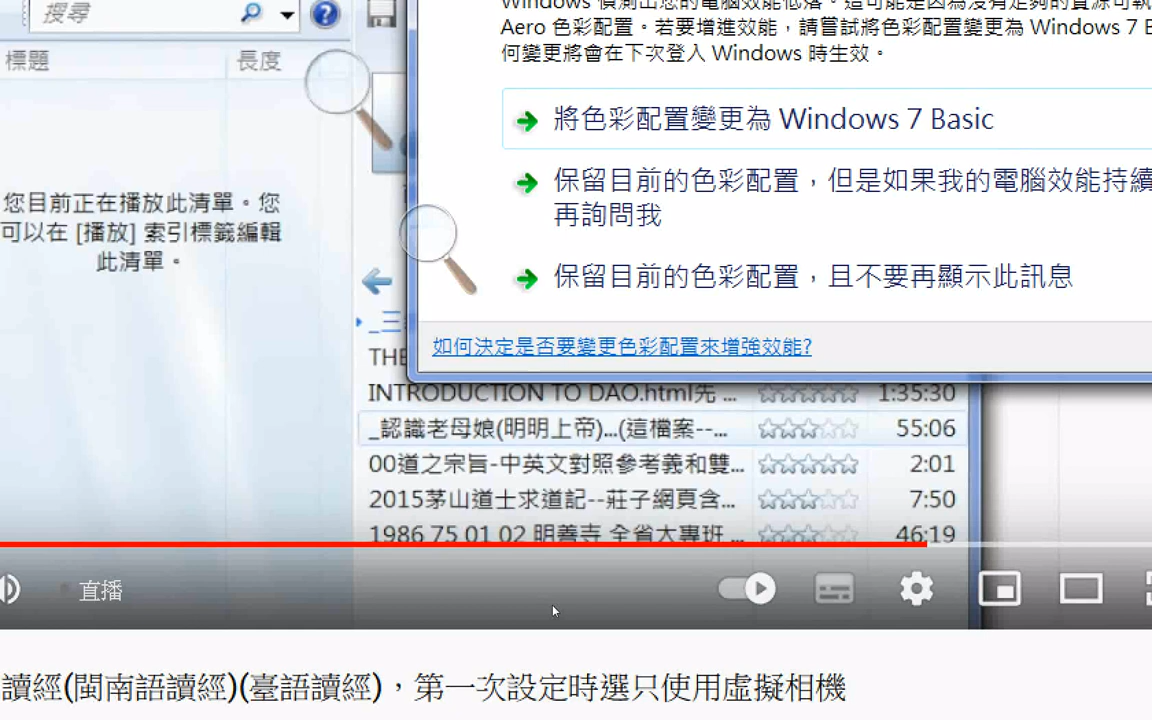 搜尋
標題
長度
您目前正在播放此清單。您
可以在 [播放] 索引標籤編輯
此清單。
Windows 偵測出您的電腦效能低落。這可能是因為沒有足夠的資源可執
Aero 色彩配置。若要增進效能，請嘗試將色彩配置變更為 Windows 7 B
何變更將會在下次登入 Windows 時生效。
將色彩配置變更為 Windows 7 Basic
保留目前的色彩配置，但是如果我的電腦效能持續
再詢問我
保留目前的色彩配置，且不要再顯示此訊息
如何決定是否要變更色彩配置來增強效能?
_三
THE
INTRODUCTION TO DAO.html先 ... 1:35:30
_認識老母娘(明明上帝)...(這檔案--... 55:06
00道之宗旨-中英文對照參考義和雙... 2:01
2015茅山道士求道記--莊子網頁含... 7:50
1986 75 01 02 明善寺 全省大專班 ... 46:19
直播
讀經(閩南語讀經)(臺語讀經)，第一次設定時選只使用虛擬相機